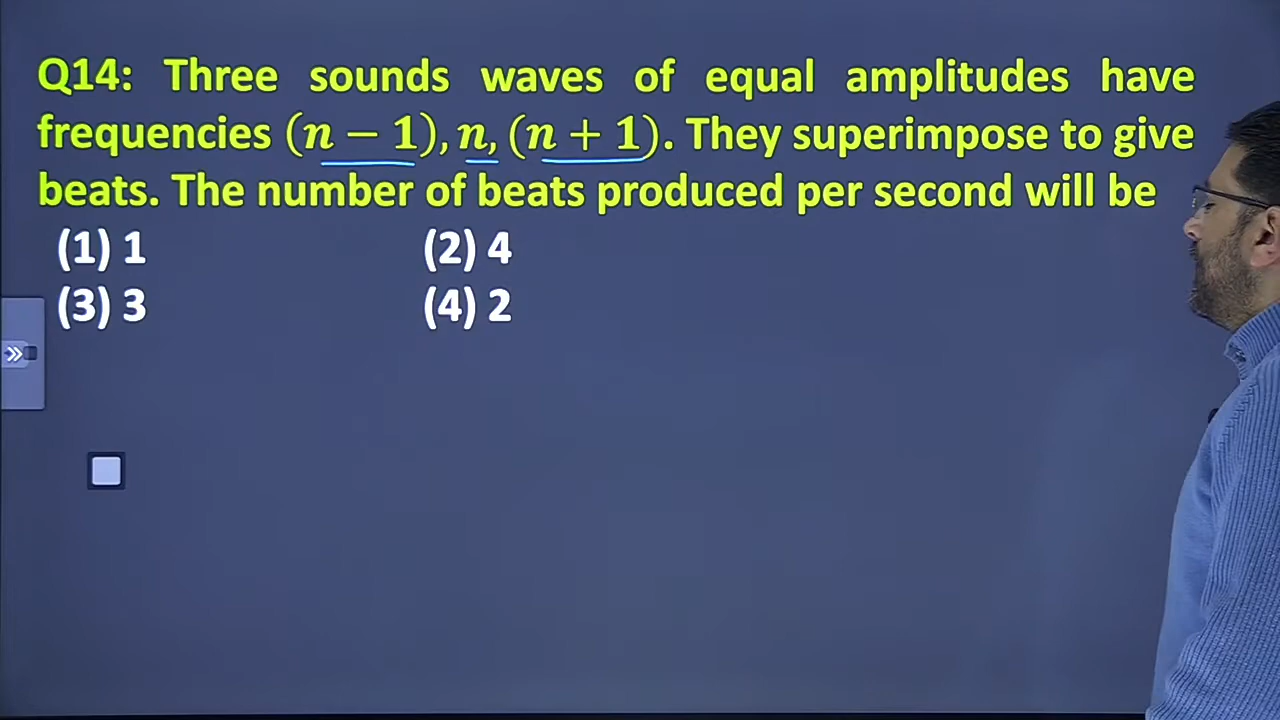 Q14: Three sounds waves of equal amplitudes have
frequencies (n − 1), n, (n + 1). They superimpose to give
beats. The number of beats produced per second will be
(1) 1 (2) 4
(3) 3 (4) 2